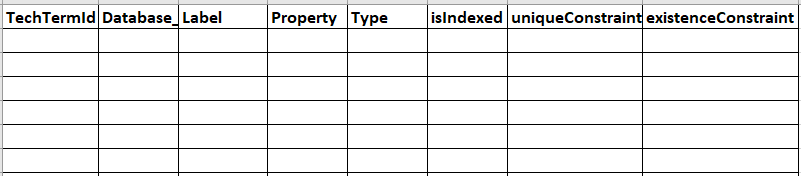 TechTermId Database_ Label Property Type isIndexed uniqueConstraint existenceConstraint